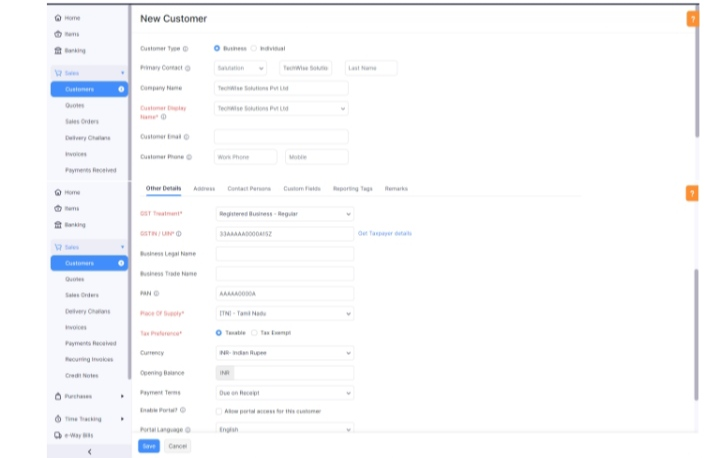 Home
Items
Banking
Sales
Customers
Quotes
Sales Orders
Delivery Challans
Invoices
Payments Received
New Customer
?
Customer Type
Business
Individual
Primary Contact
Salutation
TechWise Solutio
Last Name
Company Name
TechWise Solutions Pvt Ltd
Customer Display
Name*
TechWise Solutions Pvt Ltd
Customer Email
Customer Phone
Work Phone
Mobile
Home
Items
Banking
Sales
Customers
Quotes
Sales Orders
Delivery Challans
Invoices
Payments Received
Recurring Invoices
Credit Notes
Purchases
Time Tracking
e-Way Bills
Other Details Address Contact Persons Custom Fields Reporting Tags Remarks
?
GST Treatment*
Registered Business - Regular
GSTIN / UIN*
Get Taxpayer details
Business Legal Name
Business Trade Name
PAN
AAAAA0000A
Place Of Supply*
[TN] - Tamil Nadu
Tax Preference*
Taxable
Tax Exempt
Currency
INR- Indian Rupee
Opening Balance
INR
Payment Terms
Due on Receipt
Enable Portal?
Allow portal access for this customer
Portal Language
English
Save
Cancel